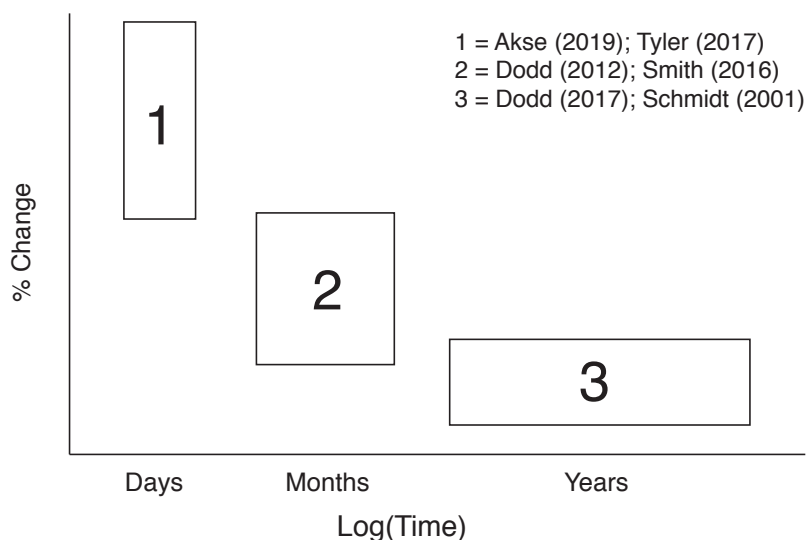 1 = Akse (2019); Tyler (2017)
2 = Dodd (2012); Smith (2016)
3 = Dodd (2017); Schmidt (2001)
1
2
3
% Change
Days Months Years
Log(Time)